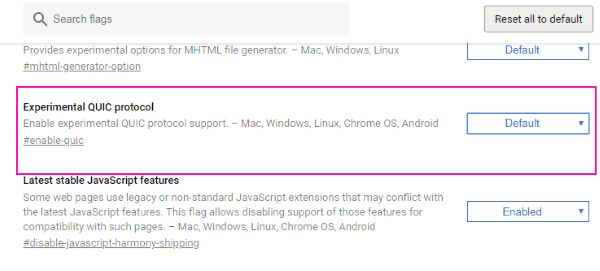 Search flags
Reset all to default
Provides experimental options for MHTML file generator. – Mac, Windows, Linux
#mhtml-generator-option
Default
Experimental QUIC protocol
Enable experimental QUIC protocol support. – Mac, Windows, Linux, Chrome OS, Android
#enable-quic
Default
Latest stable JavaScript features
Some web pages use legacy or non-standard JavaScript extensions that may conflict with
the latest JavaScript features. This flag allows disabling support of those features for
compatibility with such pages. – Mac, Windows, Linux, Chrome OS, Android
#disable-javascript-harmony-shipping
Enabled